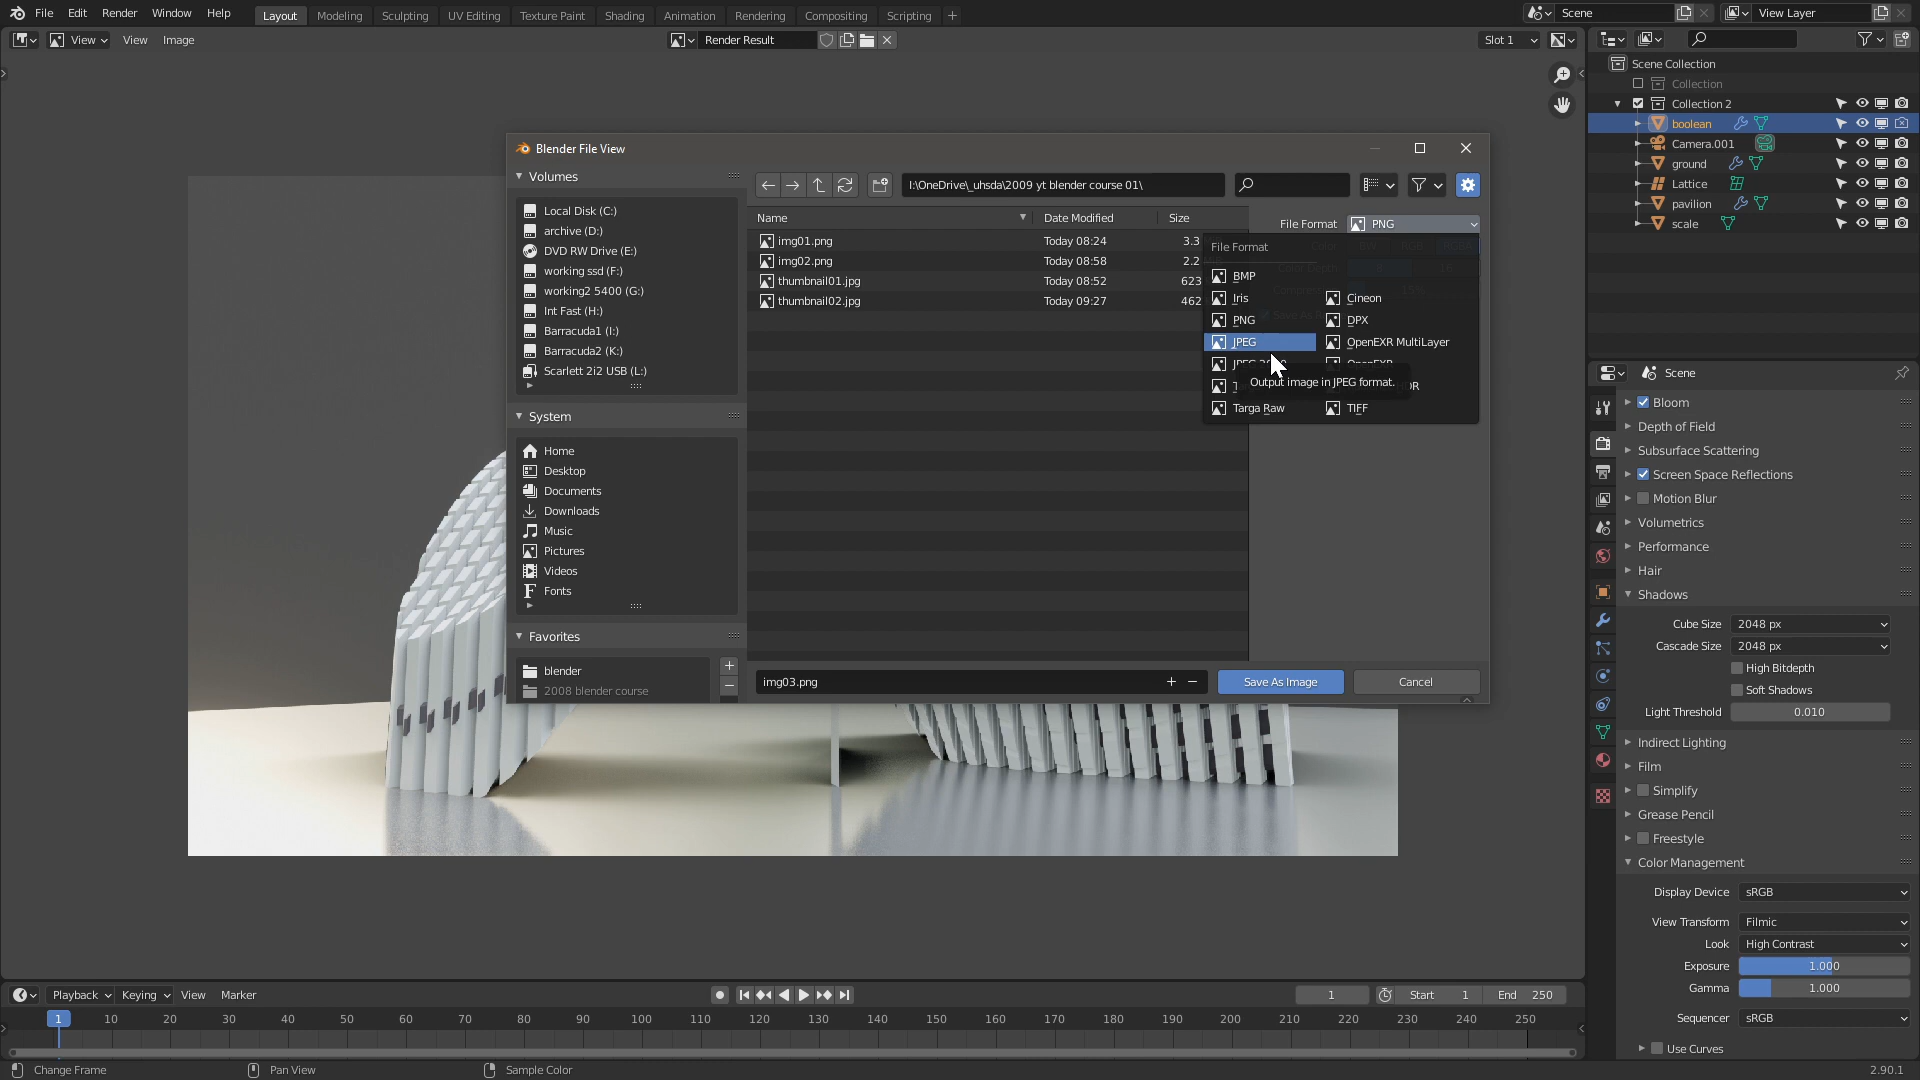 File Edit Render Window Help
Layout Modeling Sculpting UV Editing Texture Paint Shading Animation Rendering Compositing Scripting +
Scene
View Layer
View
View Image
Render Result
Slot 1
Scene Collection
Collection
Collection 2
boolean
Camera.001
ground
Lattice
pavilion
scale
Blender File View
Volumes
Local Disk (C:)
archive (D:)
DVD RW Drive (E:)
working ssd (F:)
working2 5400 (G:)
Int Fast (H:)
Barracuda1 (I:)
Barracuda2 (K:)
Scarlett 2i2 USB (L:)
System
Home
Desktop
Documents
Downloads
Music
Pictures
Videos
Fonts
Favorites
blender
2008 blender course
I:\OneDrive\_uhsda\2009 yt blender course 01\
Name Date Modified Size
img01.png Today 08:24 3.3
img02.png Today 08:58 2.2
thumbnail01.jpg Today 08:52 623
thumbnail02.jpg Today 09:27 462
File Format PNG
File Format
BMP
Iris Cineon
PNG DPX
JPEG OpenEXR MultiLayer
JPEG 2000 OpenEXR
Output image in JPEG format.
Targa Raw TIFF
img03.png
+ −
Save As Image
Cancel
Scene
Bloom
Depth of Field
Subsurface Scattering
Screen Space Reflections
Motion Blur
Volumetrics
Performance
Hair
Shadows
Cube Size 2048 px
Cascade Size 2048 px
High Bitdepth
Soft Shadows
Light Threshold 0.010
Indirect Lighting
Film
Simplify
Grease Pencil
Freestyle
Color Management
Display Device sRGB
View Transform Filmic
Look High Contrast
Exposure 1.000
Gamma 1.000
Sequencer sRGB
Use Curves
Playback Keying View Marker
1 Start 1 End 250
1 10 20 30 40 50 60 70 80 90 100 110 120 130 140 150 160 170 180 190 200 210 220 230 240 250
Change Frame Pan View Sample Color 2.90.1